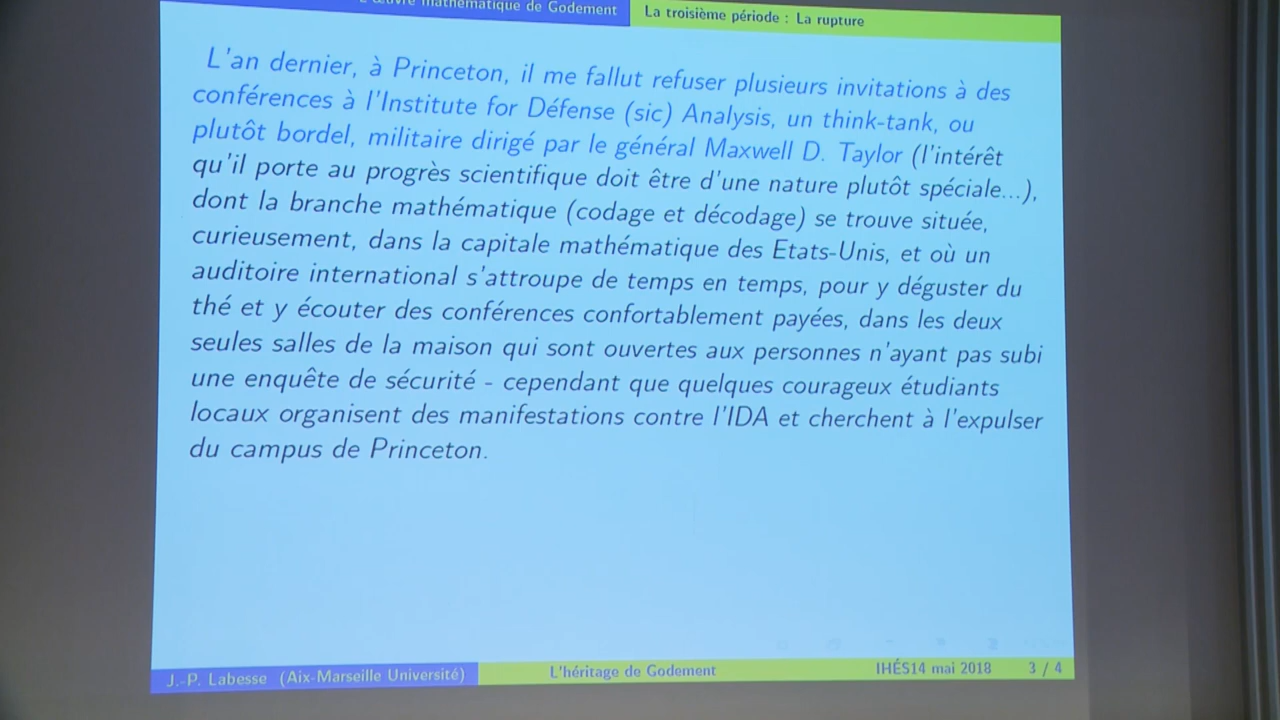 mathématique de Godement
La troisième période : La rupture
L'an dernier, à Princeton, il me fallut refuser plusieurs invitations à des
conférences à l'Institute for Défense (sic) Analysis, un think-tank, ou
plutôt bordel, militaire dirigé par le général Maxwell D. Taylor (l'intérêt
qu'il porte au progrès scientifique doit être d'une nature plutôt spéciale...),
dont la branche mathématique (codage et décodage) se trouve située,
curieusement, dans la capitale mathématique des Etats-Unis, et où un
auditoire international s'attroupe de temps en temps, pour y déguster du
thé et y écouter des conférences confortablement payées, dans les deux
seules salles de la maison qui sont ouvertes aux personnes n'ayant pas subi
une enquête de sécurité - cependant que quelques courageux étudiants
locaux organisent des manifestations contre l'IDA et cherchent à l'expulser
du campus de Princeton.
J.-P. Labesse (Aix-Marseille Université)
L'héritage de Godement
IHÉS14 mai 2018
3 / 4